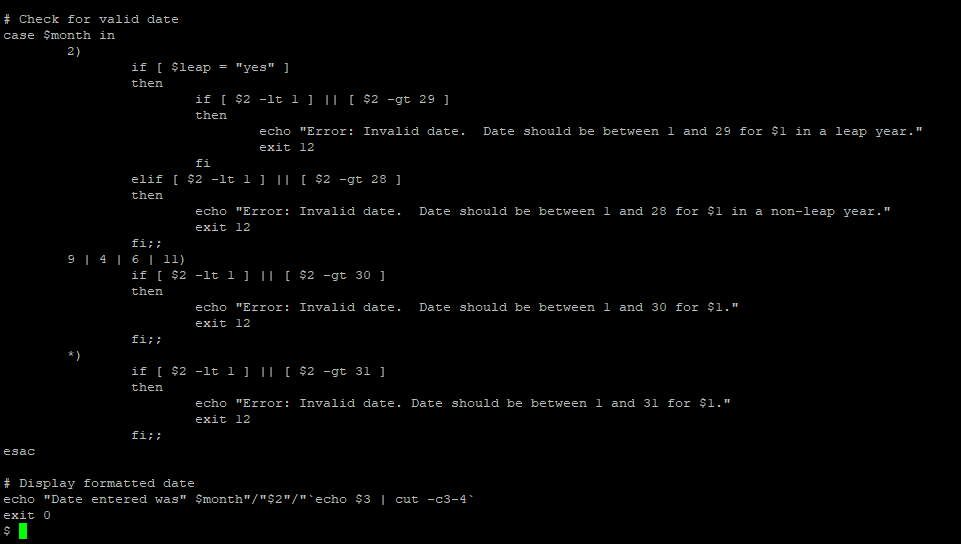 # Check for valid date
case $month in
        2)
                if [ $leap = "yes" ]
                then
                        if [ $2 -lt 1 ] || [ $2 -gt 29 ]
                        then
                                echo "Error: Invalid date.  Date should be between 1 and 29 for $1 in a leap year."
                                exit 12
                        fi
                elif [ $2 -lt 1 ] || [ $2 -gt 28 ]
                then
                        echo "Error: Invalid date.  Date should be between 1 and 28 for $1 in a non-leap year."
                        exit 12
                fi;;
        9 | 4 | 6 | 11)
                if [ $2 -lt 1 ] || [ $2 -gt 30 ]
                then
                        echo "Error: Invalid date.  Date should be between 1 and 30 for $1."
                        exit 12
                fi;;
        *)
                if [ $2 -lt 1 ] || [ $2 -gt 31 ]
                then
                        echo "Error: Invalid date. Date should be between 1 and 31 for $1."
                        exit 12
                fi;;
esac

# Display formatted date
echo "Date entered was" $month"/"$2"/"`echo $3 | cut -c3-4`
exit 0
$